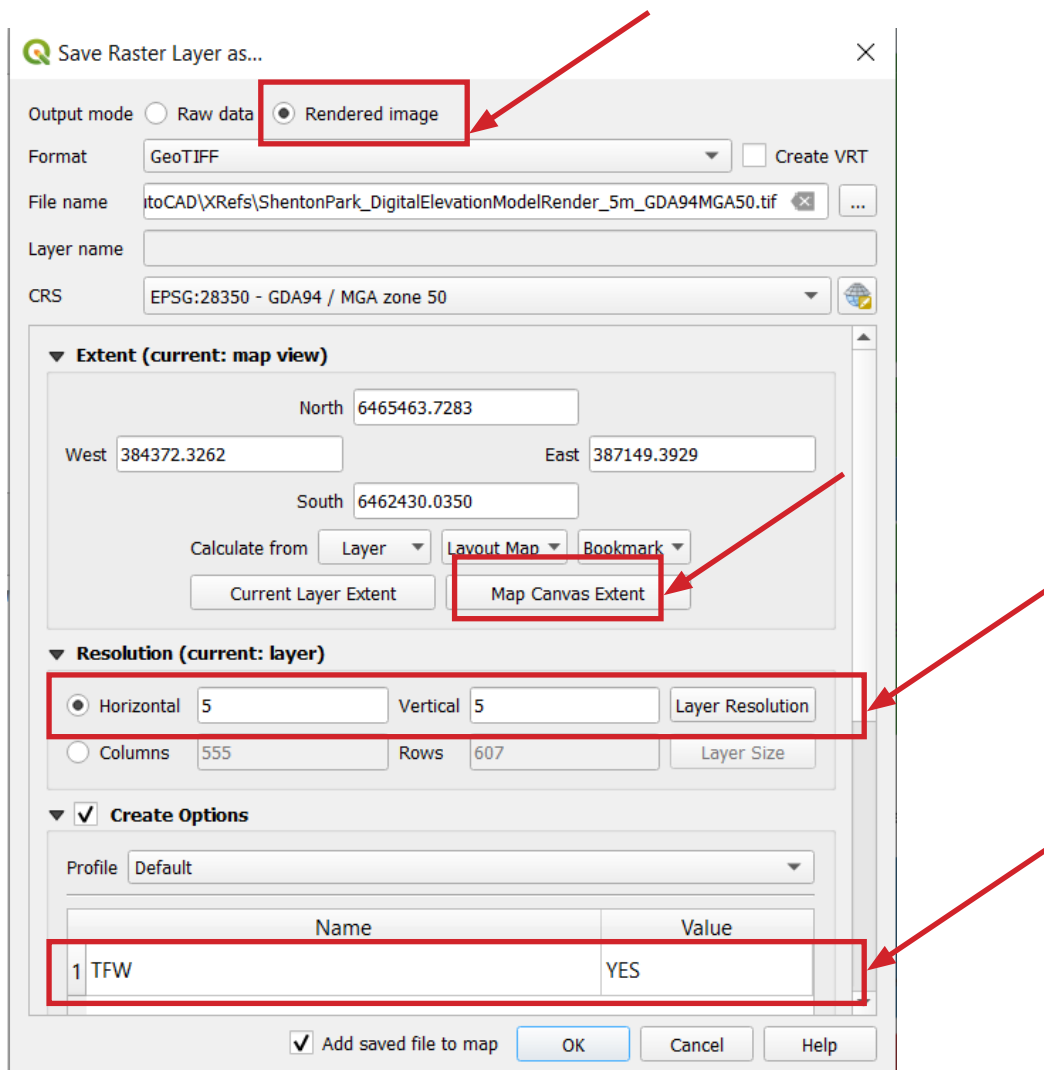 Save Raster Layer as...
Output mode Raw data Rendered image
Format GeoTIFF Create VRT
File name itoCAD\XRefs\ShentonPark_DigitalElevationModelRender_5m_GDA94MGA50.tif ...
Layer name
CRS EPSG:28350 - GDA94 / MGA zone 50
Extent (current: map view)
North 6465463.7283
West 384372.3262 East 387149.3929
South 6462430.0350
Calculate from Layer Layout Map Bookmark
Current Layer Extent Map Canvas Extent
Resolution (current: layer)
Horizontal 5 Vertical 5 Layer Resolution
Columns 555 Rows 607 Layer Size
Create Options
Profile Default
Name Value
1 TFW YES
Add saved file to map OK Cancel Help